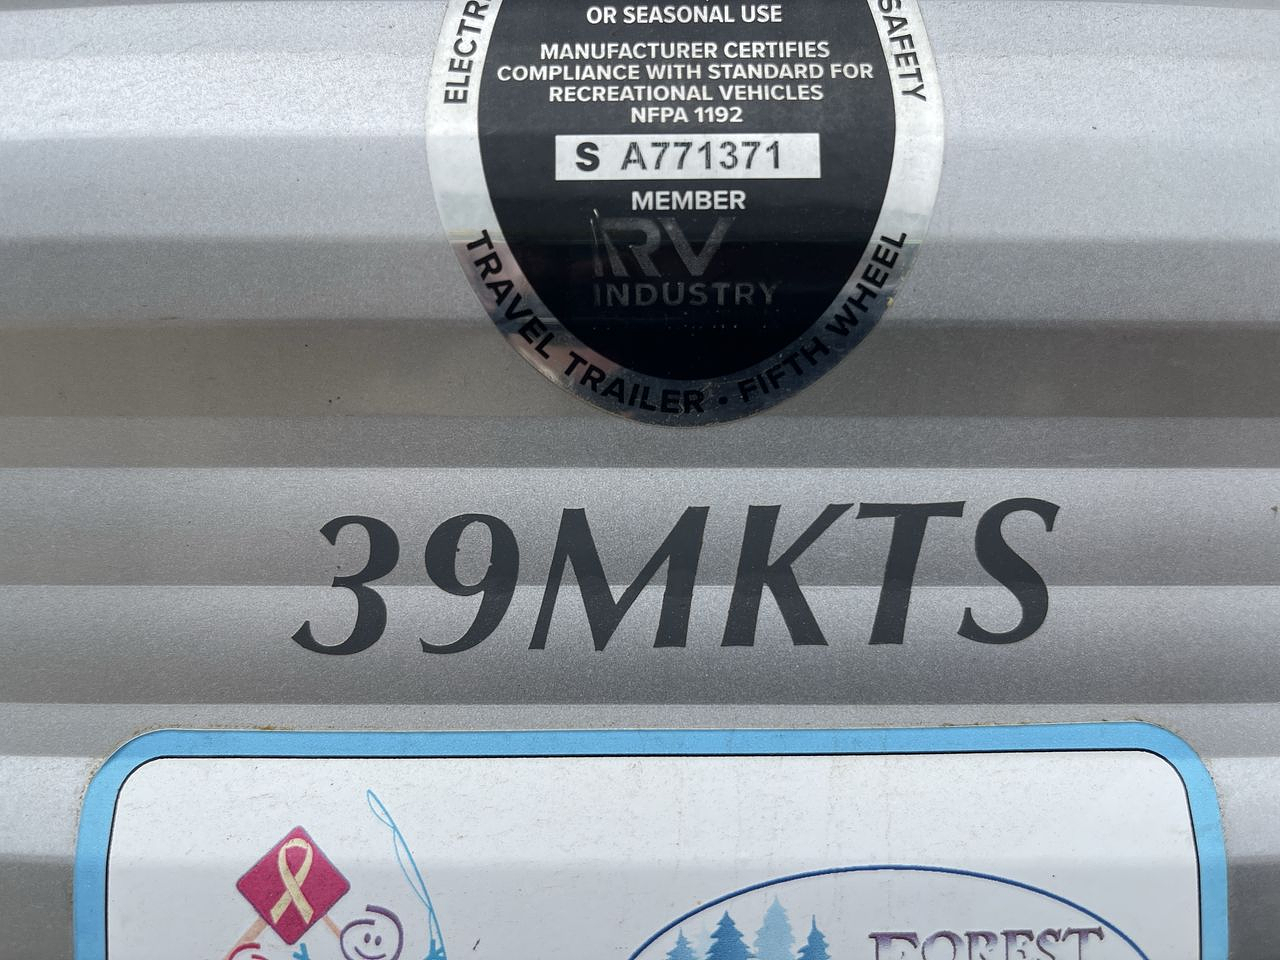 OR SEASONAL USE
MANUFACTURER CERTIFIES
COMPLIANCE WITH STANDARD FOR
RECREATIONAL VEHICLES
NFPA 1192
S A771371
MEMBER
RV
INDUSTRY
SAFETY
TRAVEL TRAILER · FIFTH WHEEL
39MKTS
FOREST